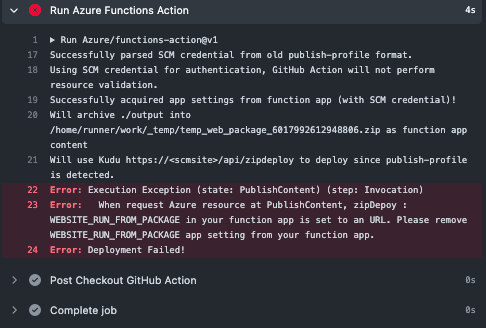 Run Azure Functions Action 4s
1 ▶ Run Azure/functions-action@v1
17 Successfully parsed SCM credential from old publish-profile format.
18 Using SCM credential for authentication, GitHub Action will not perform
resource validation.
19 Successfully acquired app settings from function app (with SCM credential)!
20 Will archive ./output into
/home/runner/work/_temp/temp_web_package_6017992612948806.zip as function app
content
21 Will use Kudu https://<scmsite>/api/zipdeploy to deploy since publish-profile
is detected.
22 Error: Execution Exception (state: PublishContent) (step: Invocation)
23 Error:   When request Azure resource at PublishContent, zipDepoy :
WEBSITE_RUN_FROM_PACKAGE in your function app is set to an URL. Please remove
WEBSITE_RUN_FROM_PACKAGE app setting from your function app.
24 Error: Deployment Failed!
Post Checkout GitHub Action 0s
Complete job 0s